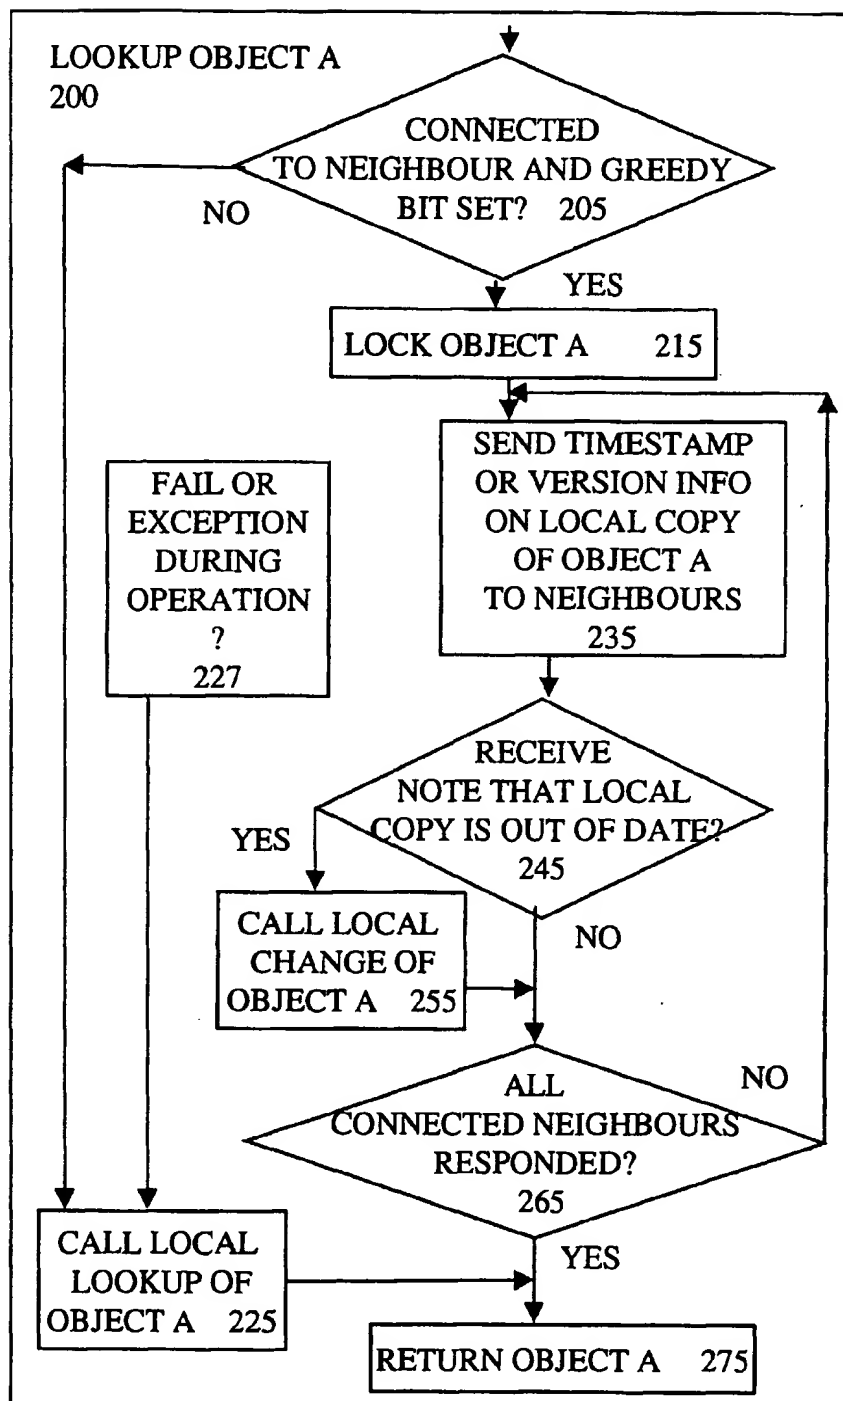 LOOKUP OBJECT A
200
CONNECTED
TO NEIGHBOUR AND GREEDY
BIT SET? 205
NO
YES
LOCK OBJECT A 215
SEND TIMESTAMP
OR VERSION INFO
ON LOCAL COPY
OF OBJECT A
TO NEIGHBOURS
235
FAIL OR
EXCEPTION
DURING
OPERATION
?
227
RECEIVE
NOTE THAT LOCAL
COPY IS OUT OF DATE?
245
YES
NO
CALL LOCAL
CHANGE OF
OBJECT A 255
ALL
CONNECTED NEIGHBOURS
RESPONDED?
265
NO
YES
CALL LOCAL
LOOKUP OF
OBJECT A 225
RETURN OBJECT A 275